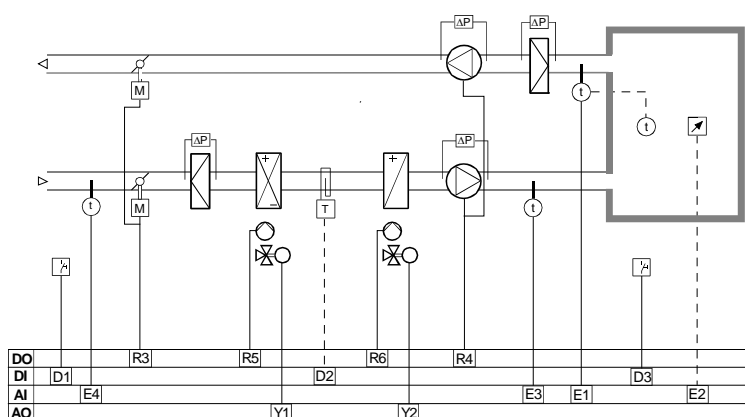 ΔP ΔP
M
t t
ΔP ΔP
+ +
M − T
t t
DO R3 R5 R6 R4
DI D1 D2 D3
AI E4 E3 E1 E2
AO Y1 Y2